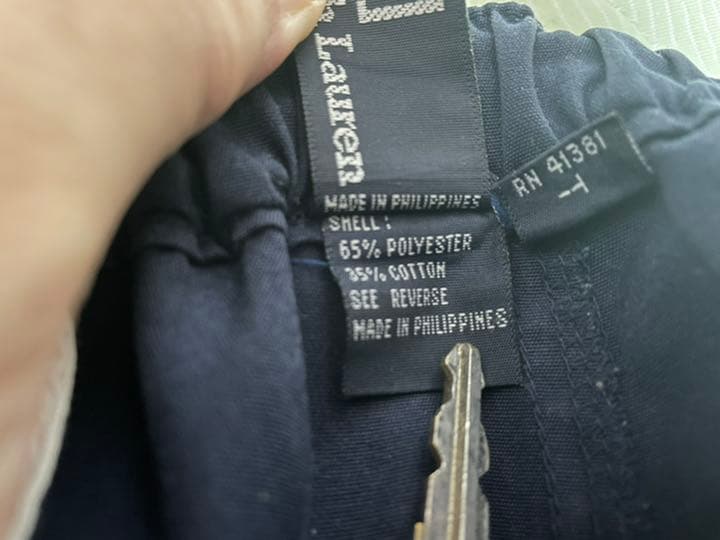 Lauren
MADE IN PHILIPPINES
SHELL:
65% POLYESTER
35% COTTON
SEE REVERSE
MADE IN PHILIPPINES
RN 41381